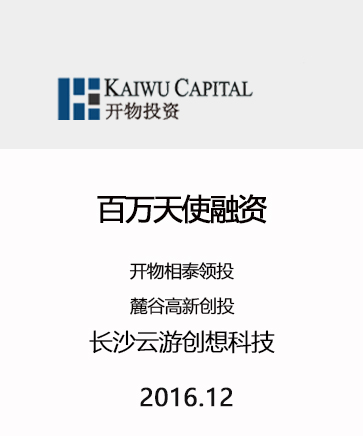 KAIWU CAPITAL
开物投资
百万天使融资
开物相泰领投
麓谷高新创投
长沙云游创想科技
2016.12